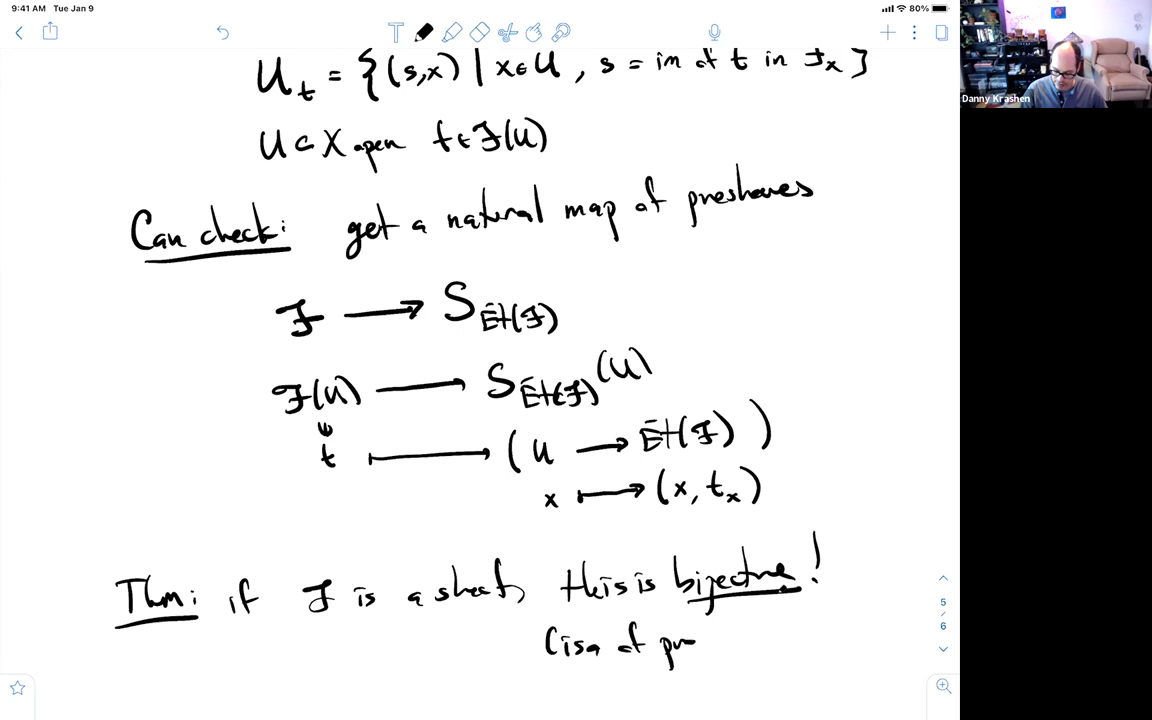 9:41 AM Tue Jan 9
80%
U_t = {(s,x) | x∈U, s = im of t in F_x}
U ⊂ X open t ∈ F(U)
Can check: get a natural map of presheaves
F → S_Ét(F)
F(U) → S_Ét(F)(U)
t ↦ (U → Ét(F))
x ↦ (x, t_x)
Thm: if F is a sheaf, this is bijective!
(iso of pr
Danny Krashen
5
/
6